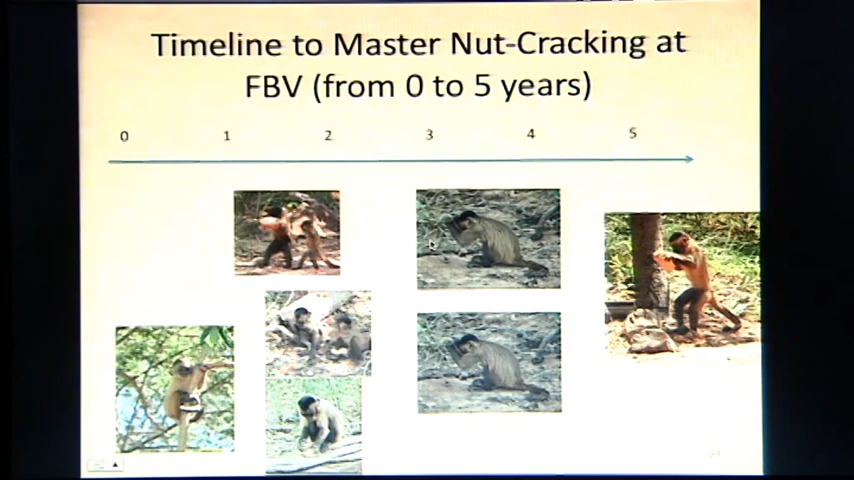 Timeline to Master Nut-Cracking at
FBV (from 0 to 5 years)
0 1 2 3 4 5